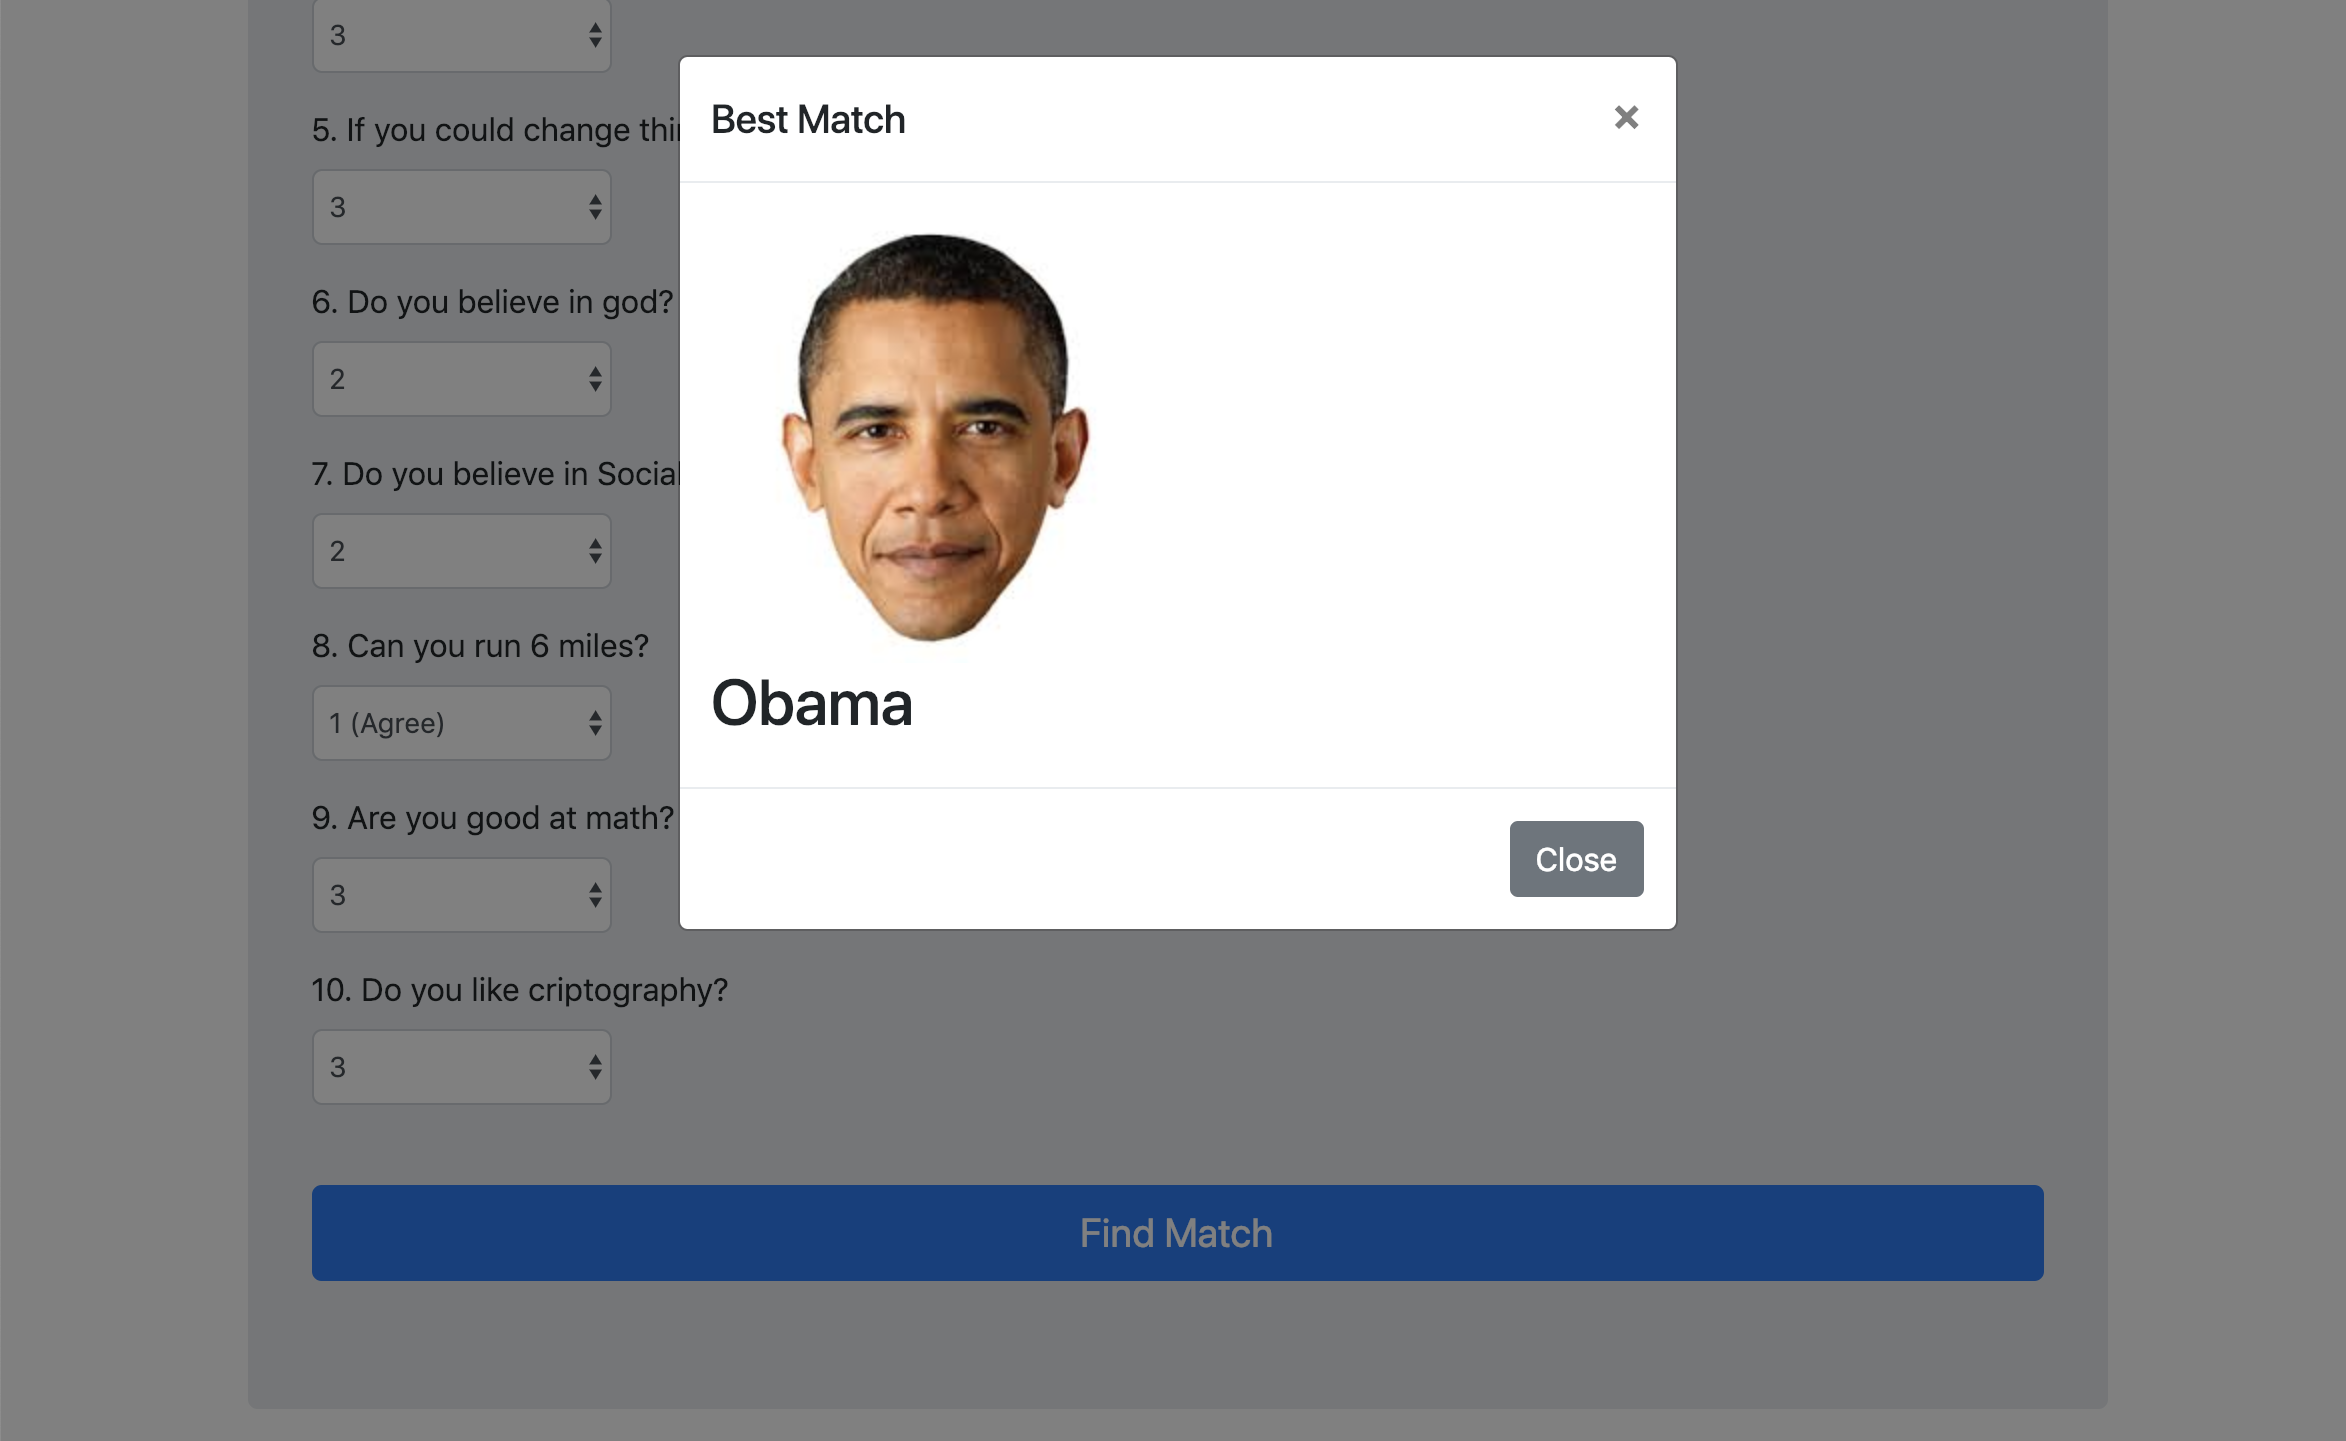 3
5. If you could change thi
3
6. Do you believe in god?
2
7. Do you believe in Social
2
8. Can you run 6 miles?
1 (Agree)
9. Are you good at math?
3
10. Do you like criptography?
3
Find Match
Best Match
×
Obama
Close